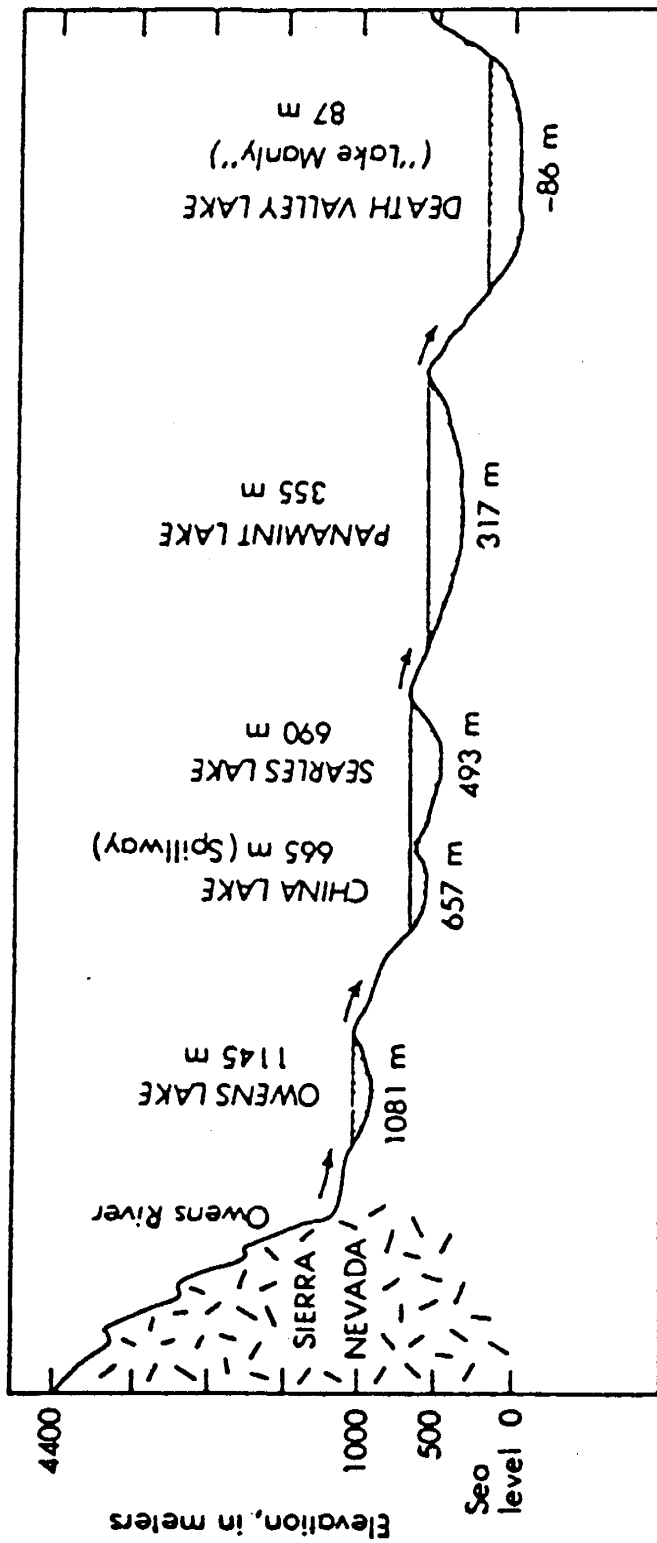 Elevation, in meters
4400
1000
500
Sea
level 0
SIERRA
NEVADA
Owens River
OWENS LAKE
1145 m
1081 m
CHINA LAKE
665 m (Spillway)
657 m
SEARLES LAKE
690 m
493 m
PANAMINT LAKE
355 m
317 m
DEATH VALLEY LAKE
("Lake Manly")
87 m
-86 m